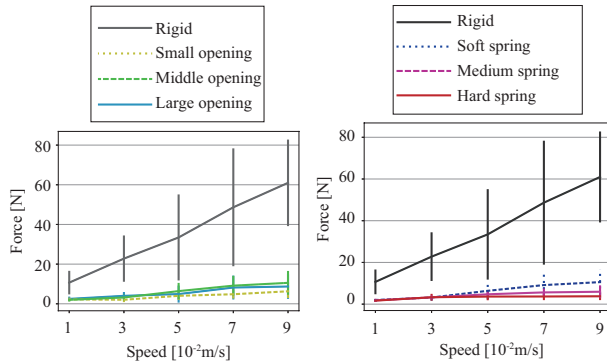 Rigid
Small opening
Middle opening
Large opening
Force [N]
80
60
40
20
0
1 3 5 7 9
Speed [10⁻²m/s]
Rigid
Soft spring
Medium spring
Hard spring
Force [N]
80
60
40
20
0
1 3 5 7 9
Speed [10⁻²m/s]